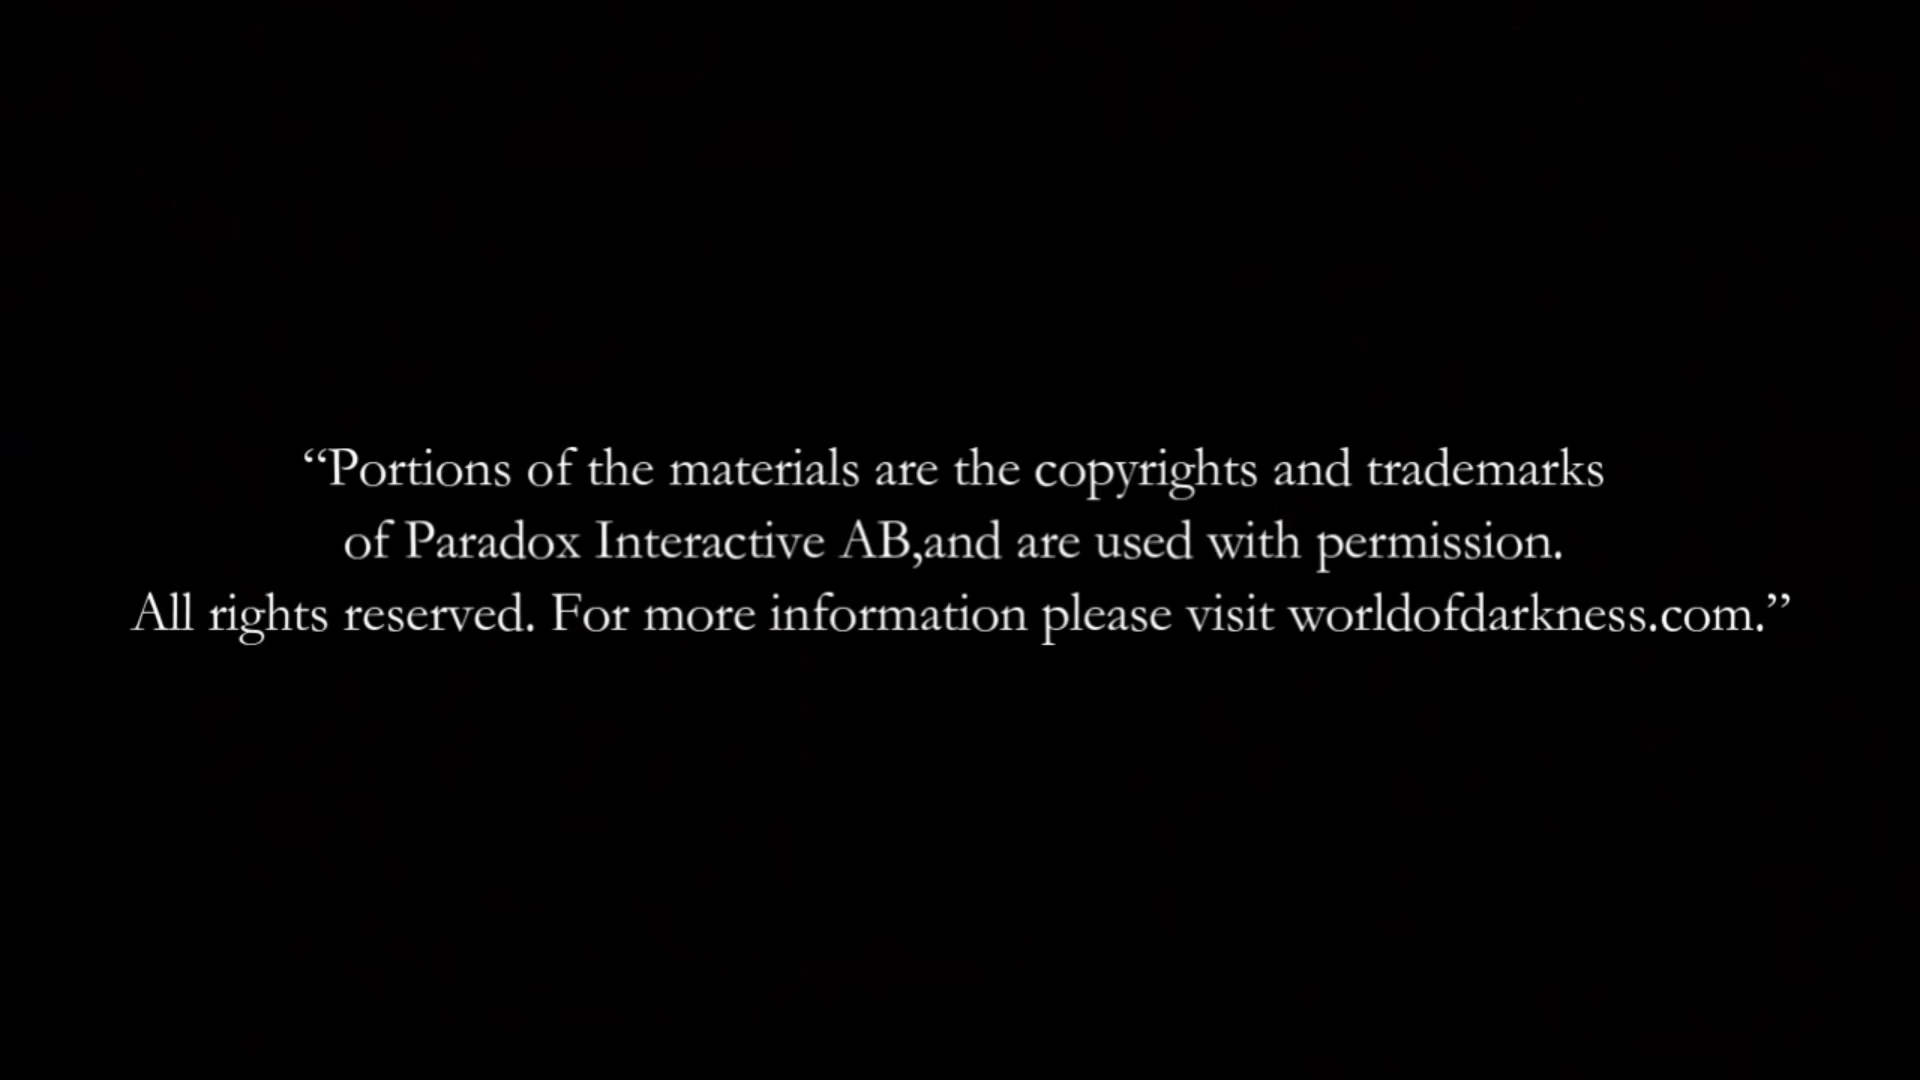 “Portions of the materials are the copyrights and trademarks
of Paradox Interactive AB,and are used with permission.
All rights reserved. For more information please visit worldofdarkness.com.”